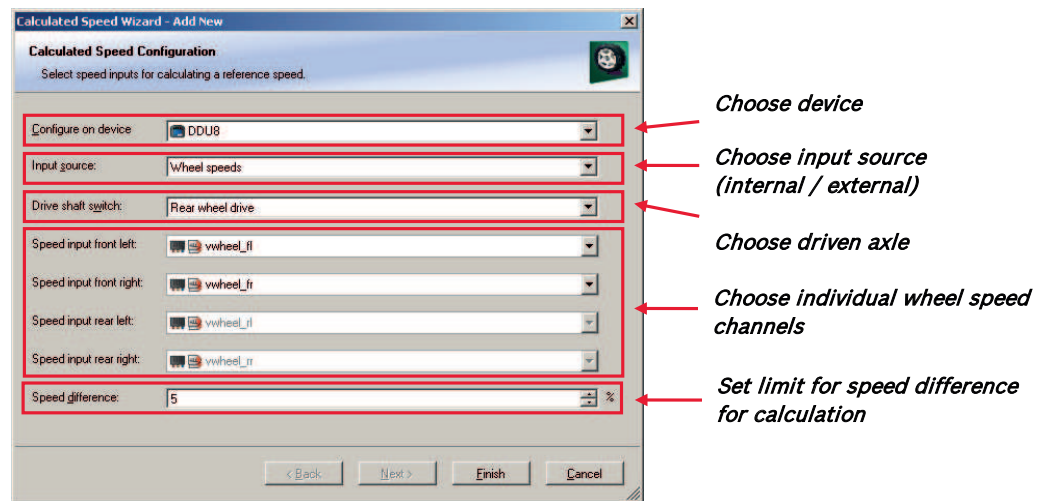 Calculated Speed Wizard - Add New
Calculated Speed Configuration
Select speed inputs for calculating a reference speed.
Configure on device
DDU8
Choose device
Input source:
Wheel speeds
Choose input source
(internal / external)
Drive shaft switch:
Rear wheel drive
Choose driven axle
Speed input front left:
vwheel_fl
Speed input front right:
vwheel_fr
Speed input rear left:
vwheel_rl
Speed input rear right:
vwheel_rr
Choose individual wheel speed
channels
Speed difference:
5
%
Set limit for speed difference
for calculation
< Back
Next >
Finish
Cancel